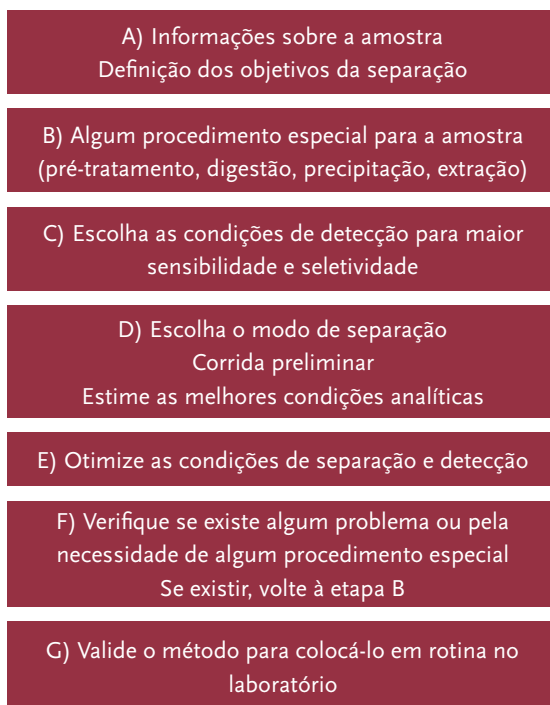 A) Informações sobre a amostra
Definição dos objetivos da separação
B) Algum procedimento especial para a amostra
(pré-tratamento, digestão, precipitação, extração)
C) Escolha as condições de detecção para maior
sensibilidade e seletividade
D) Escolha o modo de separação
Corrida preliminar
Estime as melhores condições analíticas
E) Otimize as condições de separação e detecção
F) Verifique se existe algum problema ou pela
necessidade de algum procedimento especial
Se existir, volte à etapa B
G) Valide o método para colocá-lo em rotina no
laboratório